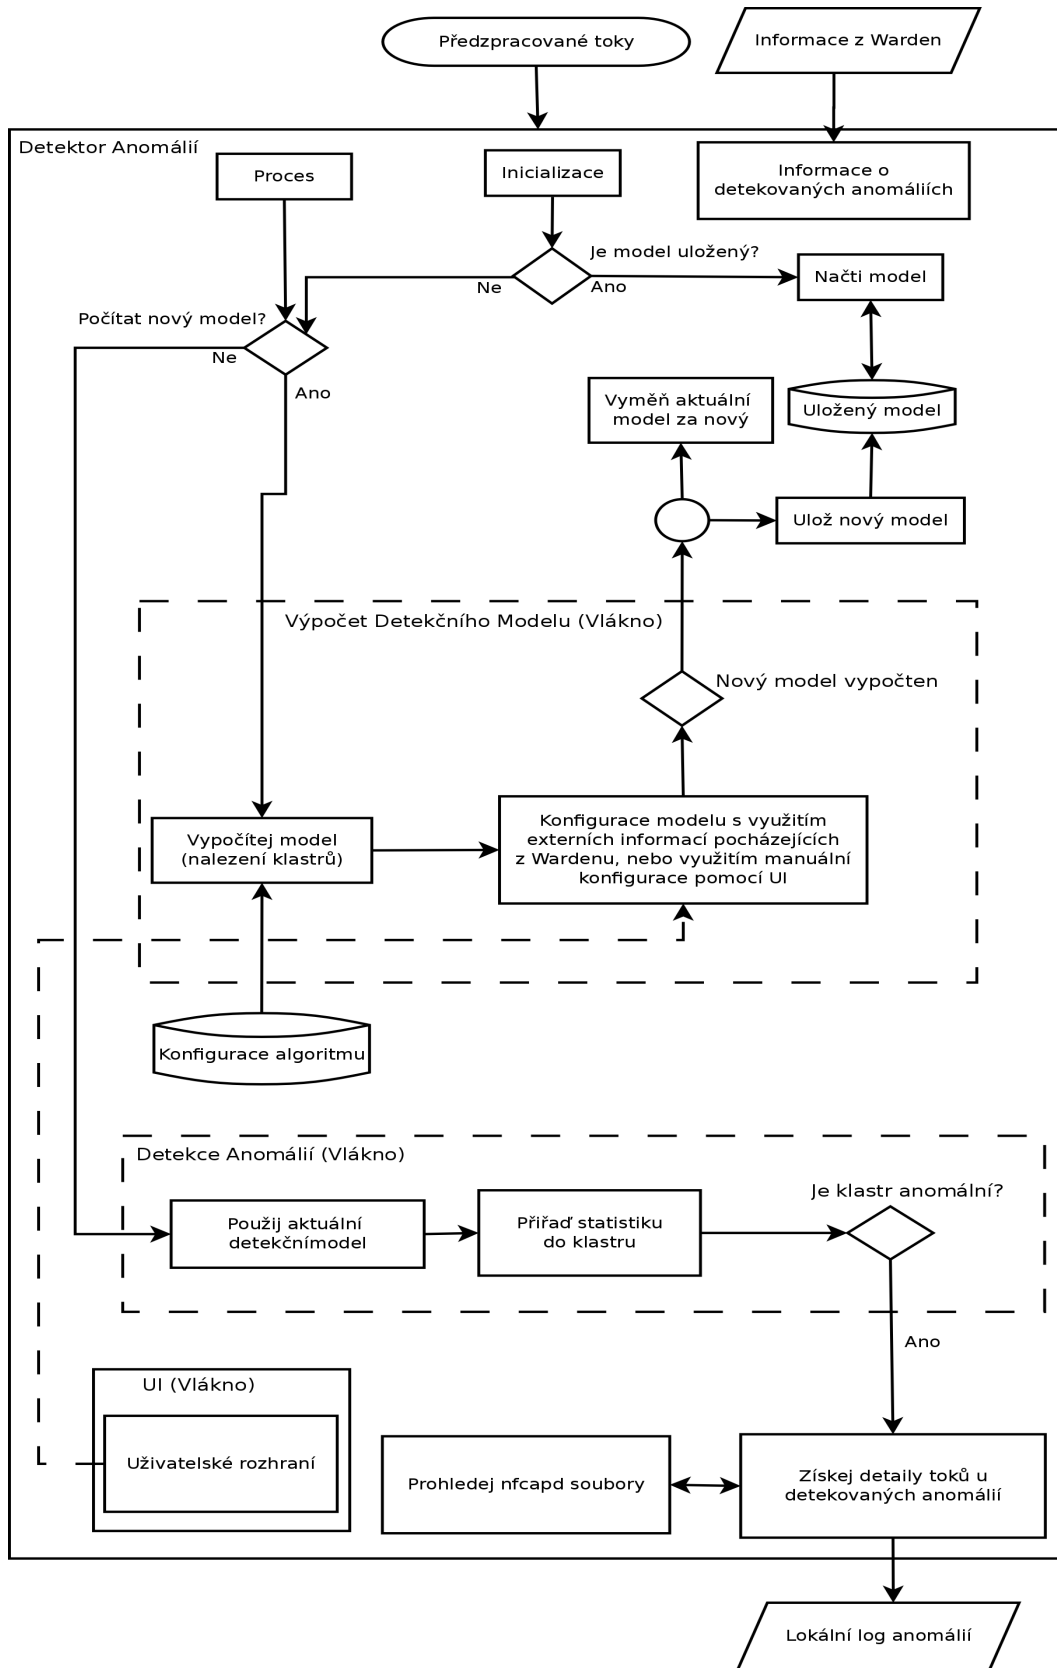 Předzpracované toky
Informace z Warden
Detektor Anomálií
Proces
Inicializace
Informace o
detekovaných anomáliích
Je model uložený?
Ne
Ano
Načti model
Počítat nový model?
Ne
Ano
Vyměň aktuální
model za nový
Uložený model
Ulož nový model
Výpočet Detekčního Modelu (Vlákno)
Nový model vypočten
Vypočítej model
(nalezení klastrů)
Konfigurace modelu s využitím
externích informací pocházejících
z Wardenu, nebo využitím manuální
konfigurace pomocí UI
Konfigurace algoritmu
Detekce Anomálií (Vlákno)
Je klastr anomální?
Použij aktuální
detekčnímodel
Přiřaď statistiku
do klastru
Ano
UI (Vlákno)
Uživatelské rozhraní
Prohledej nfcapd soubory
Získej detaily toků u
detekovaných anomálií
Lokální log anomálií